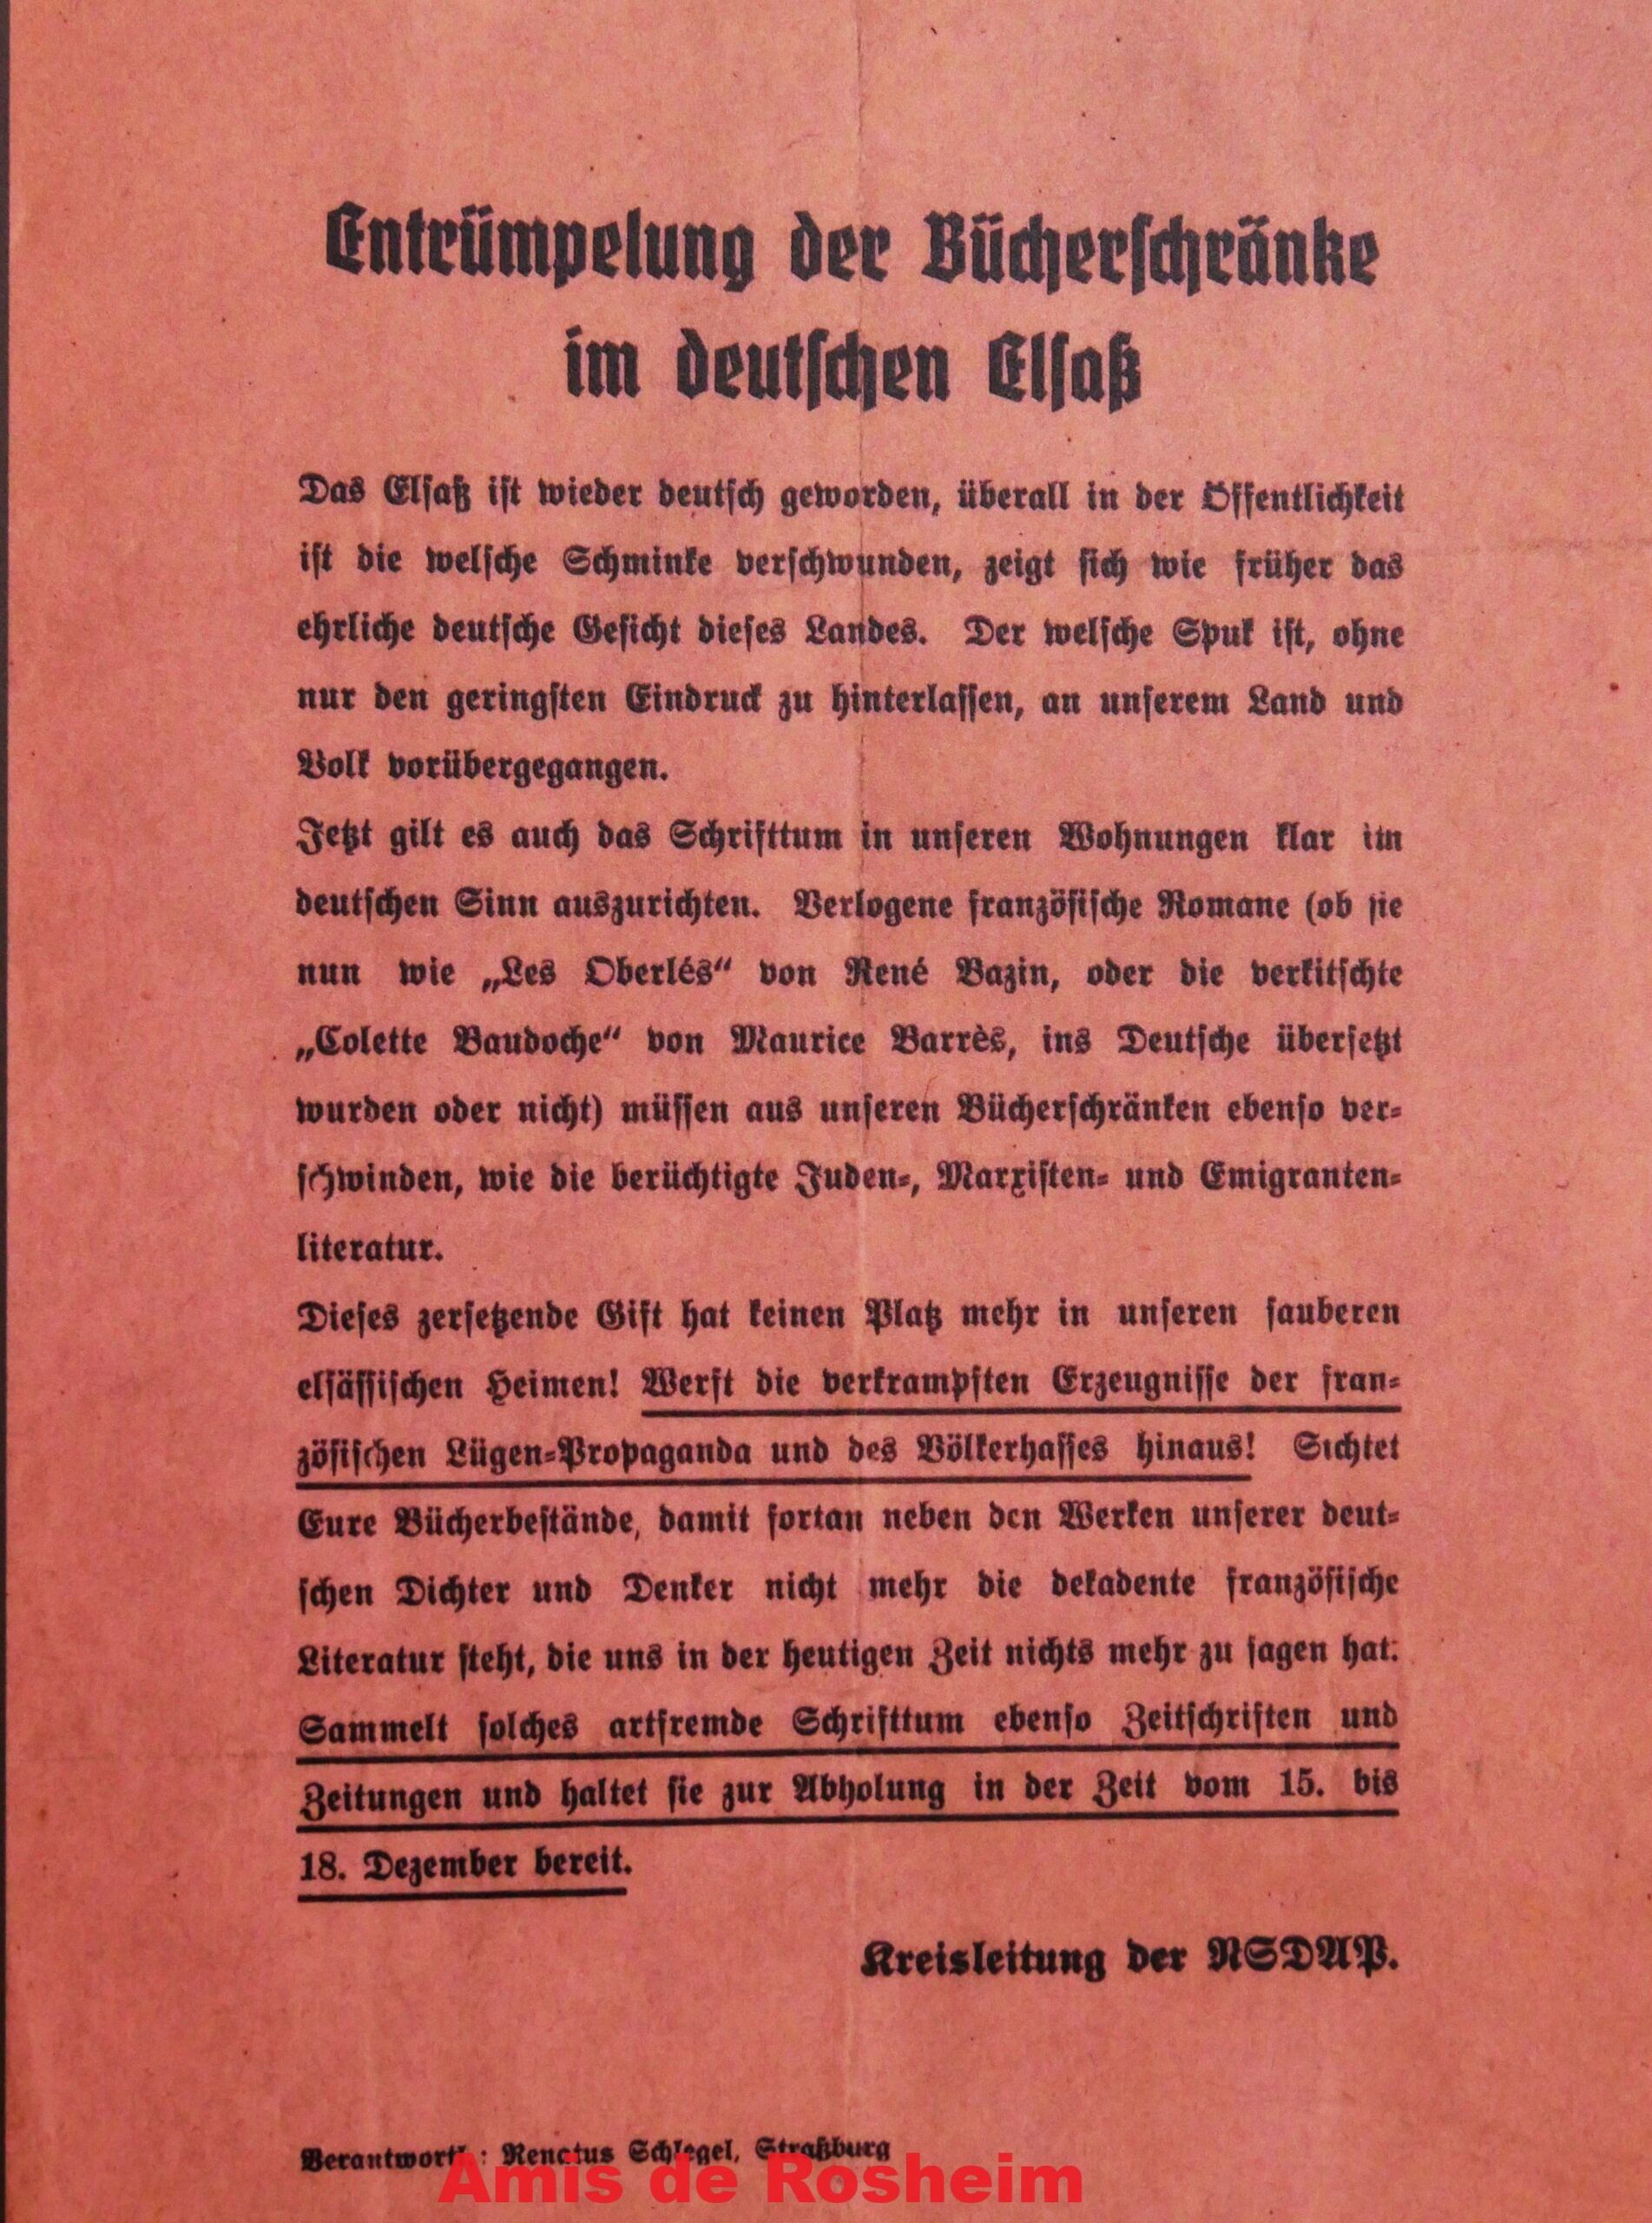 Entrümpelung der Bücherschränke
im deutschen Elsaß
Das Elsaß ist wieder deutsch geworden, überall in der Öffentlichkeit
ist die welsche Schminke verschwunden, zeigt sich wie früher das
ehrliche deutsche Gesicht dieses Landes. Der welsche Spuk ist, ohne
nur den geringsten Eindruck zu hinterlassen, an unserem Land und
Volk vorübergegangen.
Jetzt gilt es auch das Schrifttum in unseren Wohnungen klar im
deutschen Sinn auszurichten. Verlogene französische Romane (ob sie
nun wie „Les Oberlés“ von René Bazin, oder die verkitschte
„Colette Baudoche“ von Maurice Barrès, ins Deutsche übersetzt
wurden oder nicht) müssen aus unseren Bücherschränken ebenso ver-
schwinden, wie die berüchtigte Juden-, Marxisten- und Emigranten-
literatur.
Dieses zersetzende Gift hat keinen Platz mehr in unseren sauberen
elsässischen Heimen! Werft die verkrampften Erzeugnisse der fran-
zösischen Lügen-Propaganda und des Völkerhasses hinaus! Sichtet
Eure Bücherbestände, damit fortan neben den Werken unserer deut-
schen Dichter und Denker nicht mehr die dekadente französische
Literatur steht, die uns in der heutigen Zeit nichts mehr zu sagen hat.
Sammelt solches artfremde Schrifttum ebenso Zeitschriften und
Zeitungen und haltet sie zur Abholung in der Zeit vom 15. bis
18. Dezember bereit.
Kreisleitung der NSDAP.
Verantwortl.: Renatus Schlegel, Straßburg
Amis de Rosheim